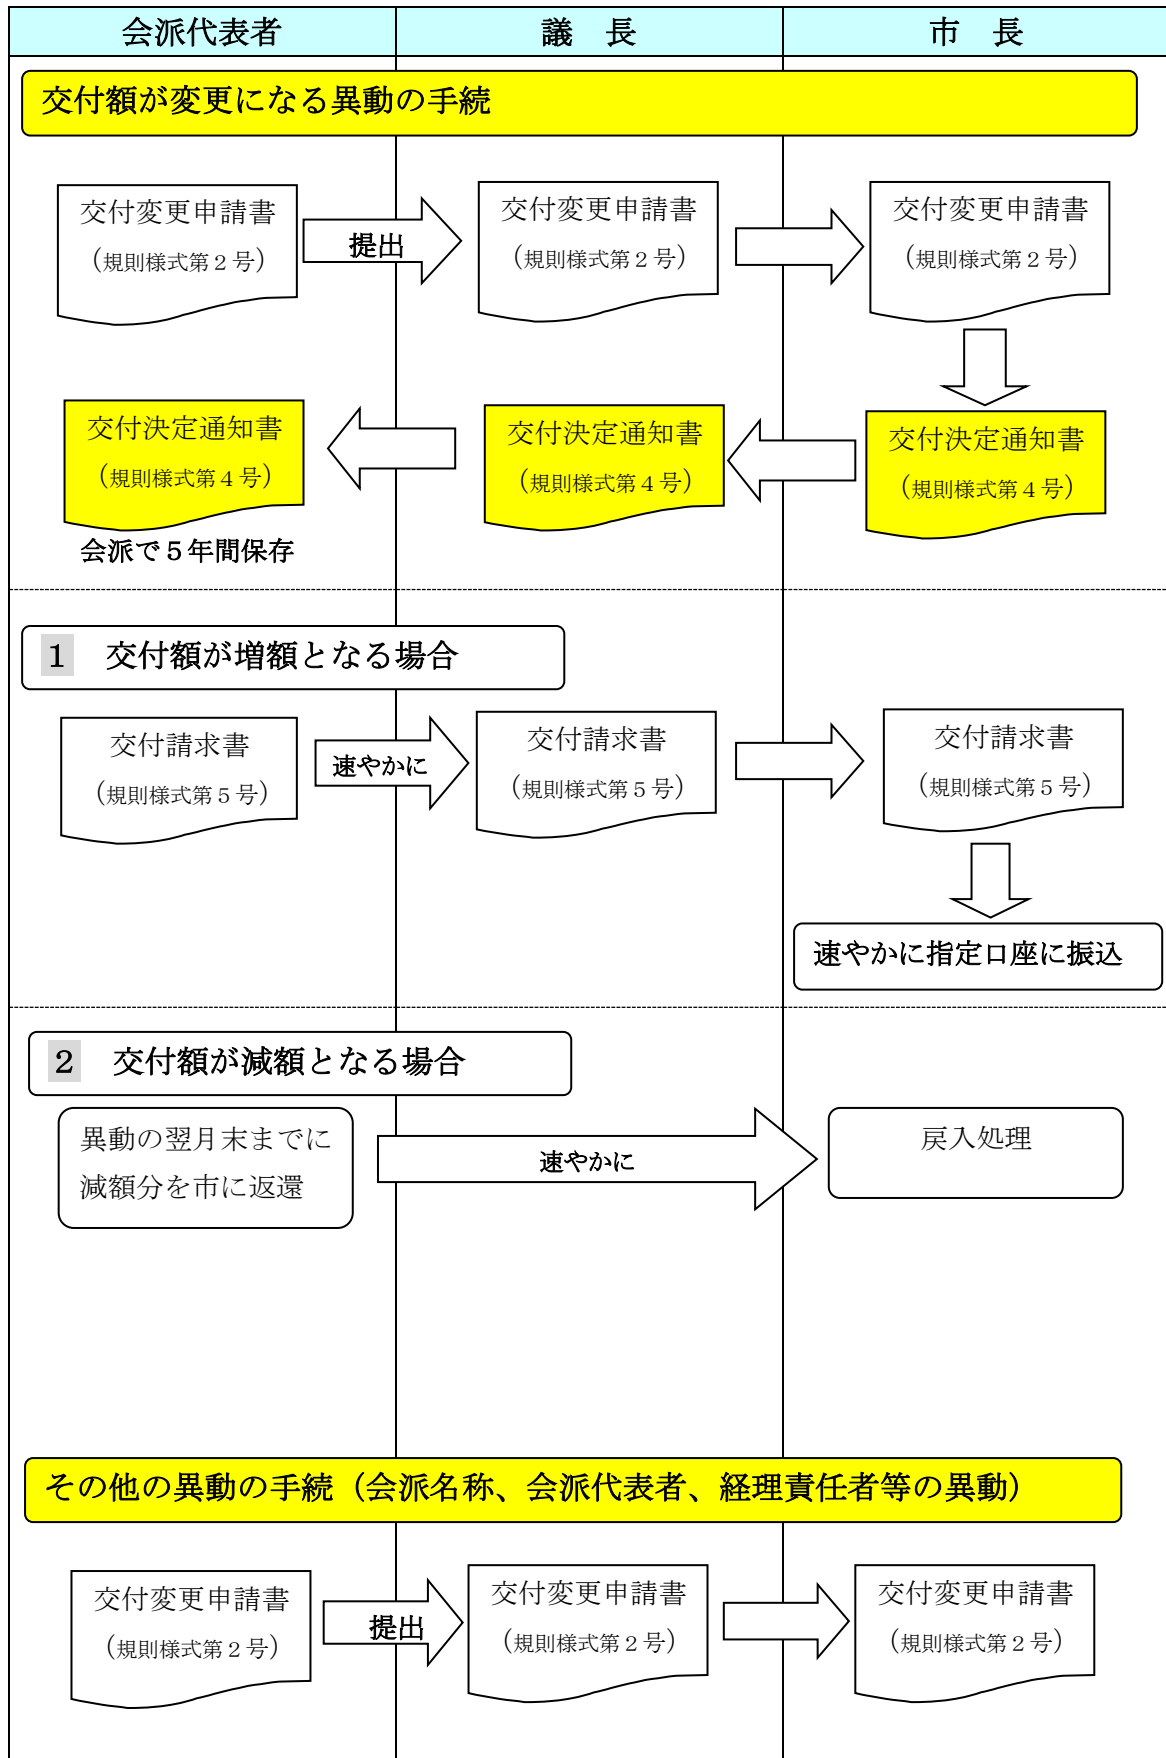 会派代表者　議　長　市　長
交付額が変更になる異動の手続
交付変更申請書　交付変更申請書　交付変更申請書
（規則様式第２号）　提出　（規則様式第２号）　（規則様式第２号）
交付決定通知書　交付決定通知書　交付決定通知書
（規則様式第４号）　（規則様式第４号）　（規則様式第４号）
会派で５年間保存
1　交付額が増額となる場合
交付請求書　交付請求書　交付請求書
（規則様式第５号）　速やかに　（規則様式第５号）　（規則様式第５号）
速やかに指定口座に振込
2　交付額が減額となる場合
異動の翌月末までに　戻入処理
減額分を市に返還　速やかに
その他の異動の手続（会派名称、会派代表者、経理責任者等の異動）
交付変更申請書　交付変更申請書　交付変更申請書
（規則様式第２号）　提出　（規則様式第２号）　（規則様式第２号）